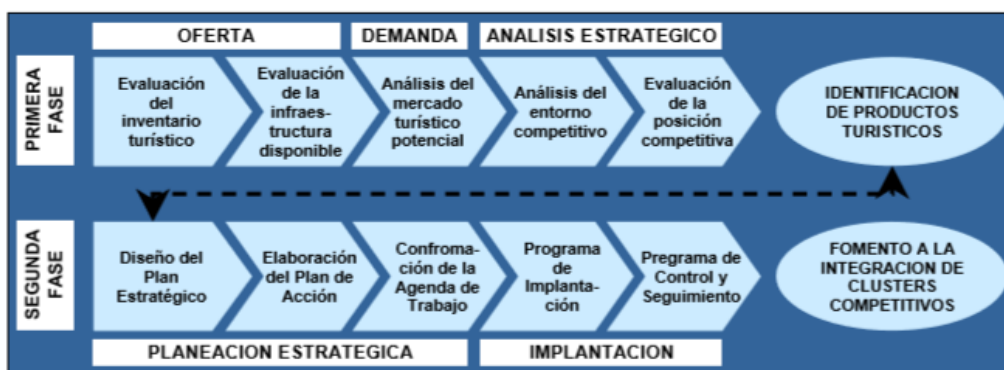 OFERTA
DEMANDA
ANALISIS ESTRATEGICO
PRIMERA
FASE
Evaluación
del
inventario
turístico
Evaluación
de la
infraes-
tructura
disponible
Análisis del
mercado
turístico
potencial
Análisis del
entorno
competitivo
Evaluación
de la
posición
competitiva
IDENTIFICACION
DE PRODUCTOS
TURISTICOS
SEGUNDA
FASE
Diseño del
Plan
Estratégico
Elaboración
del Plan de
Acción
Confroma-
ción de la
Agenda de
Trabajo
Programa
de
Implanta-
ción
Pregrama de
Control y
Seguimiento
FOMENTO A LA
INTEGRACION DE
CLUSTERS
COMPETITIVOS
PLANEACION ESTRATEGICA
IMPLANTACION